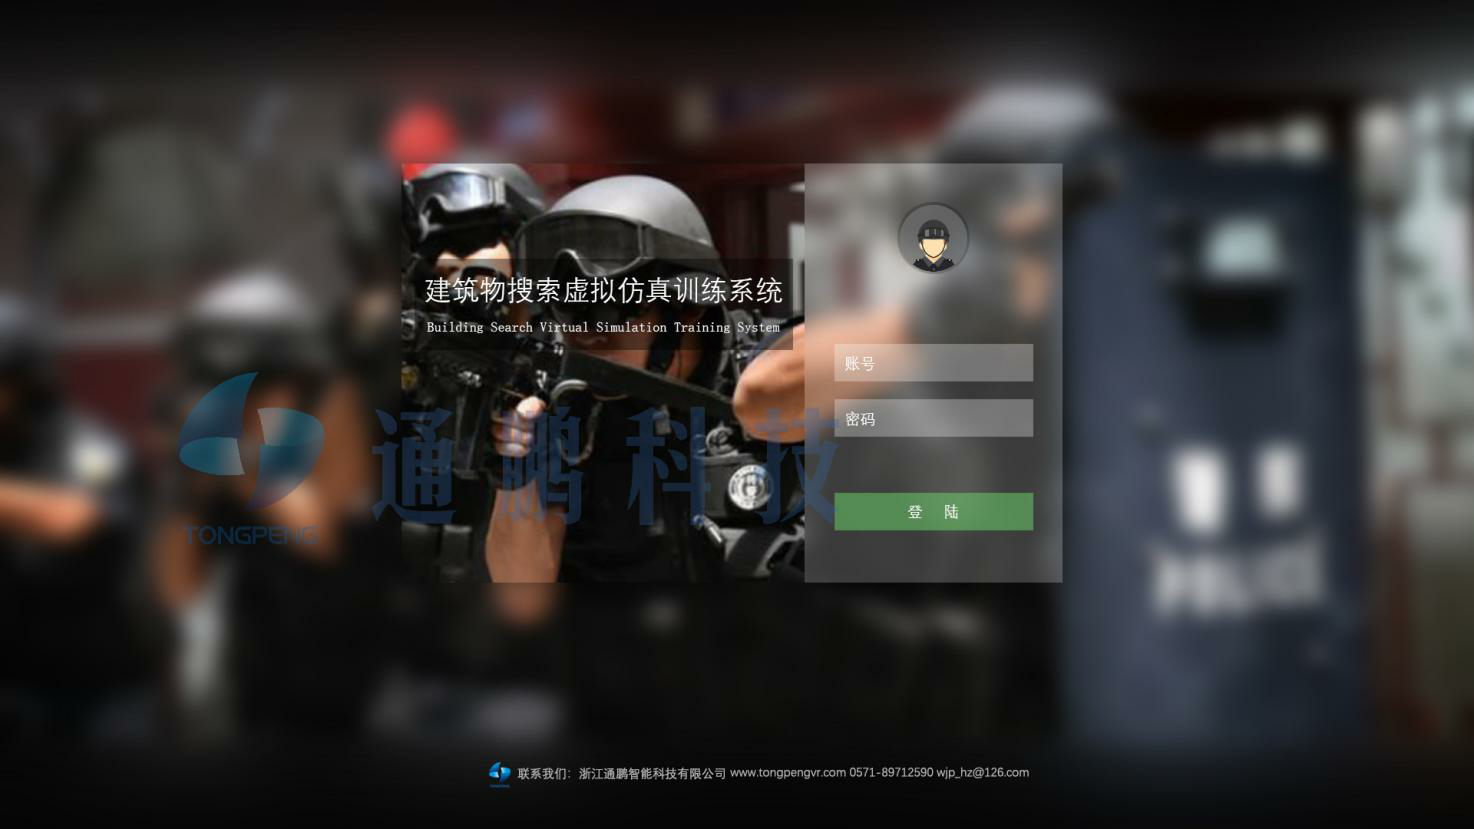 建筑物搜索虚拟仿真训练系统
Building Search Virtual Simulation Training System
账号
密码
登 陆
通鹏科技
TONGPENG
POLICE
联系我们：浙江通鹏智能科技有限公司 www.tongpengvr.com 0571-89712590 wjp_hz@126.com